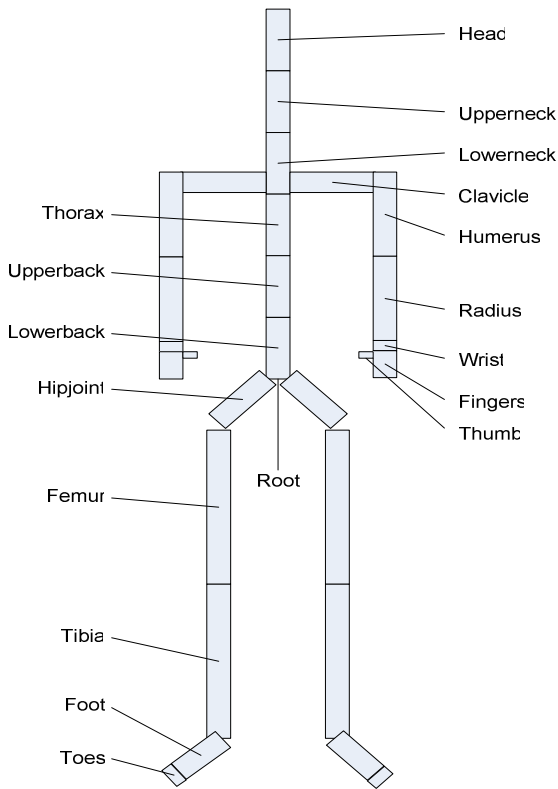 Head
Upperneck
Lowerneck
Clavicle
Thorax
Humerus
Upperback
Radius
Lowerback
Wrist
Hipjoint
Fingers
Thumb
Root
Femur
Tibia
Foot
Toes